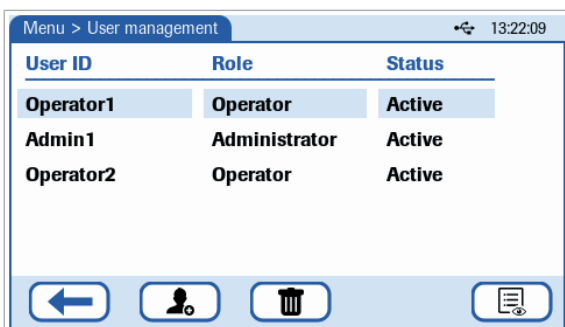 Menu > User management 13:22:09
User ID Role Status
Operator1 Operator Active
Admin1 Administrator Active
Operator2 Operator Active